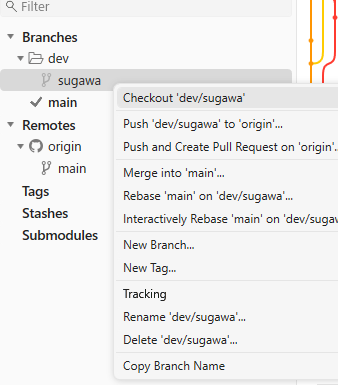 Filter
Branches
dev
sugawa
main
Remotes
origin
main
Tags
Stashes
Submodules
Checkout 'dev/sugawa'
Push 'dev/sugawa' to 'origin'...
Push and Create Pull Request on 'origin'...
Merge into 'main'...
Rebase 'main' on 'dev/sugawa'...
Interactively Rebase 'main' on 'dev/sugaw
New Branch...
New Tag...
Tracking
Rename 'dev/sugawa'...
Delete 'dev/sugawa'...
Copy Branch Name